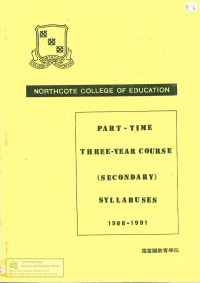 E6
NORTHCOTE COLLEGE OF EDUCATION
PART-TIME
THREE-YEAR COURSE
(SECONDARY)
SYLLABUSES
1988-1991
羅富國教育學院